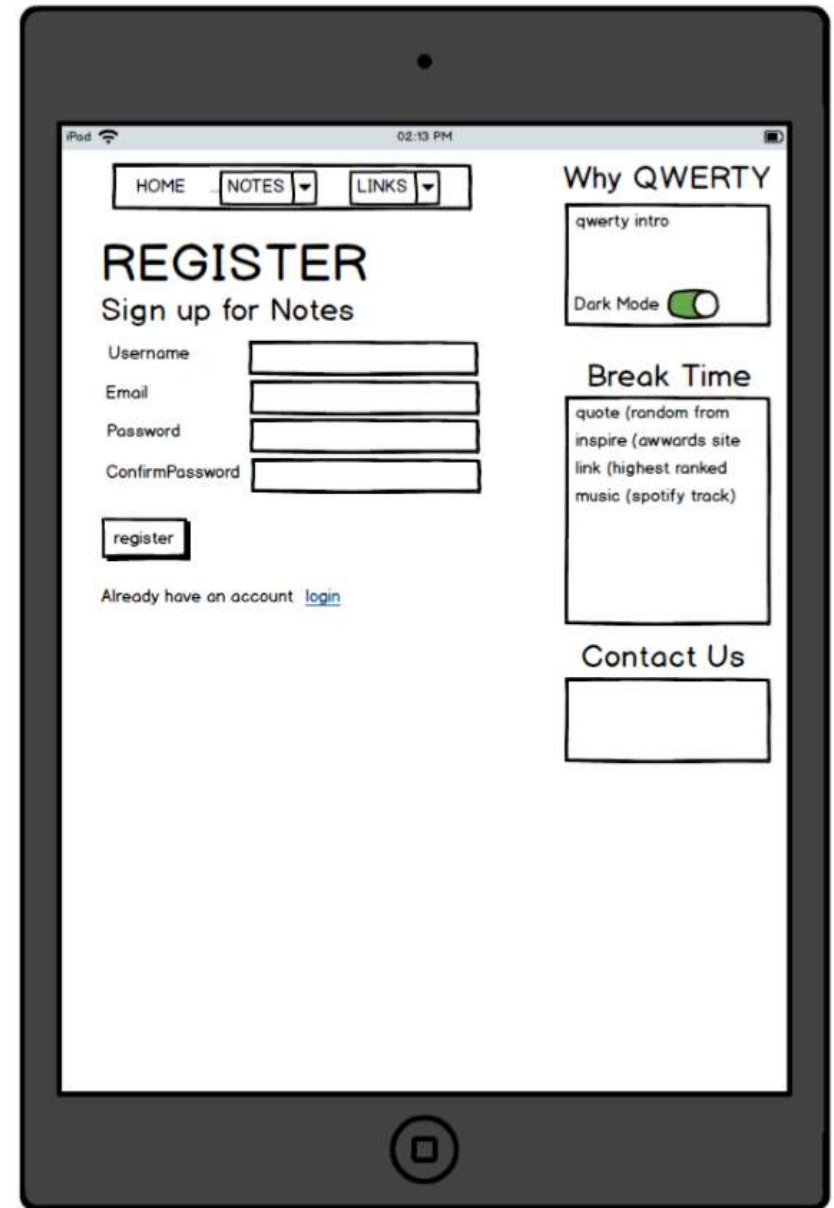 iPad 02:13 PM
HOME NOTES LINKS
REGISTER
Sign up for Notes
Username
Email
Password
ConfirmPassword
register
Already have an account login
Why QWERTY
qwerty intro
Dark Mode
Break Time
quote (random from
inspire (awwards site
link (highest ranked
music (spotify track)
Contact Us